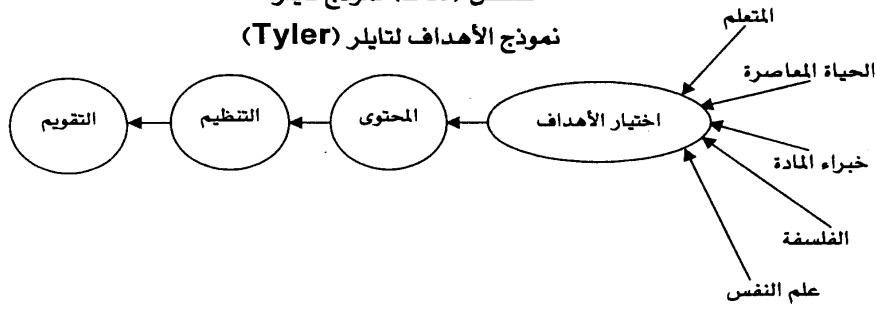 نموذج الأهداف لتايلر (Tyler)
المتعلم
الحياة المعاصرة
خبراء المادة
الفلسفة
علم النفس
اختيار الأهداف
المحتوى
التنظيم
التقويم